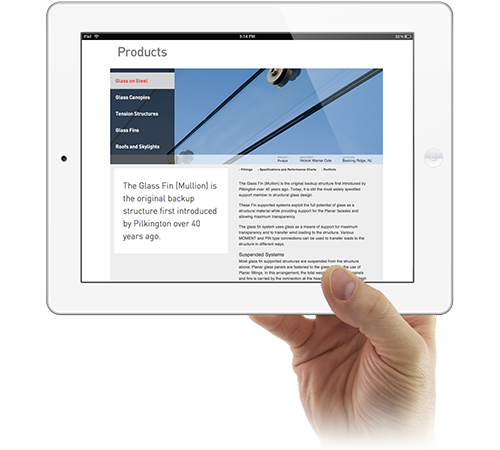 iPad 5:14 PM 52%
Products
Glass on Steel
Glass Canopies
Tension Structures
Glass Fins
Roofs and Skylights
Avaya Helmut Warner Cole Basking Ridge, NJ
Fittings Specifications and Performance Charts Portfolio
The Glass Fin (Mullion) is
the original backup
structure first introduced
by Pilkington over 40
years ago.
The Glass Fin (Mullion) is the original backup structure first introduced by
Pilkington over 40 years ago. Today, it is still the most widely specified
support member in structural glass design.
These Fin supported systems exploit the full potential of glass as a
structural material while providing support for the Planar facades and
allowing maximum transparency.
The glass fin system uses glass as a means of support for maximum
transparency and to transfer wind loading to the structure. Various
MOMENT and PIN type connections can be used to transfer loads to the
structure in different ways.
Suspended Systems
Most glass fin supported structures are suspended from the structure
above. Planar glass panels are fastened to the glass the use of
Planar fittings. In this arrangement, the total weig panels,
and fins is carried by the connection at the head gh